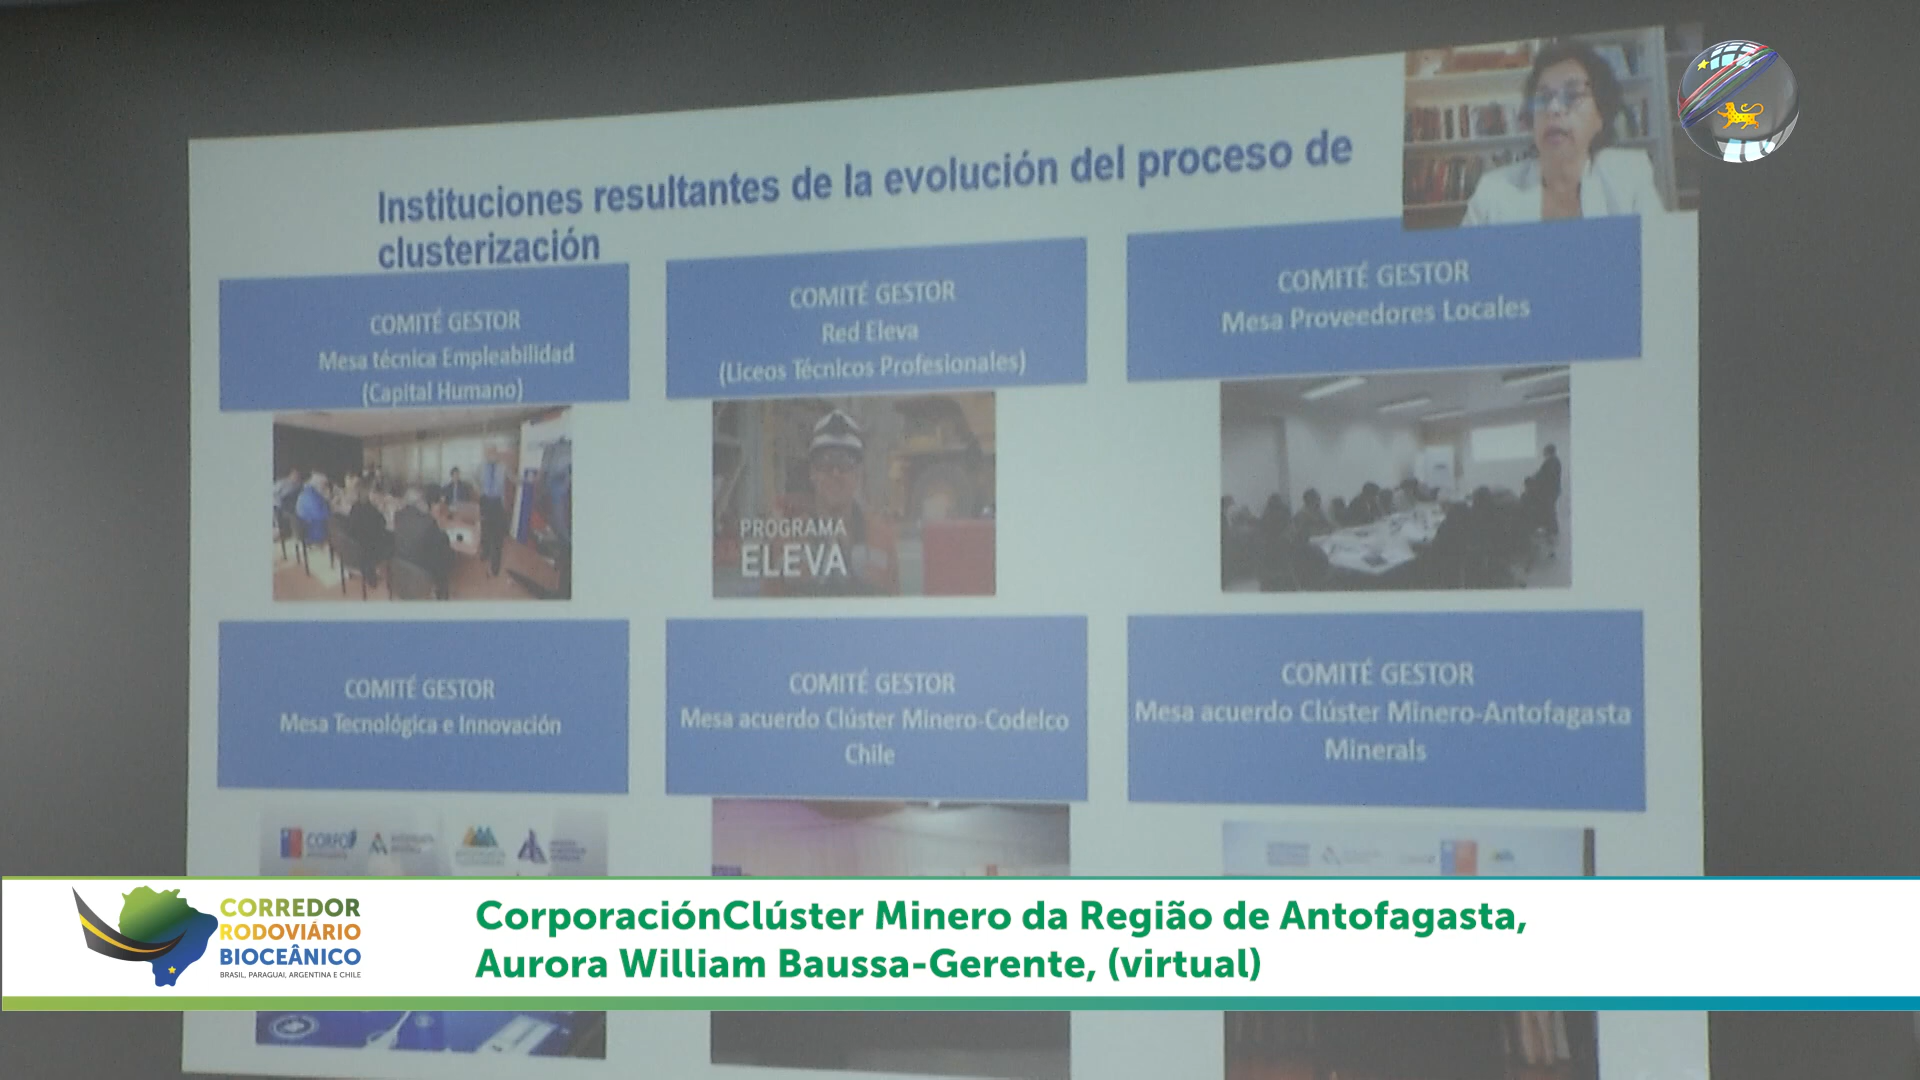 Instituciones resultantes de la evolución del proceso de
clusterización
COMITÉ GESTOR
Mesa técnica Empleabilidad
(Capital Humano)
COMITÉ GESTOR
Red Eleva
(Liceos Técnicos Profesionales)
COMITÉ GESTOR
Mesa Proveedores Locales
PROGRAMA
ELEVA
COMITÉ GESTOR
Mesa Tecnológica e Innovación
COMITÉ GESTOR
Mesa acuerdo Clúster Minero-Codelco
Chile
COMITÉ GESTOR
Mesa acuerdo Clúster Minero-Antofagasta
Minerals
CORFO
CORREDOR
RODOVIÁRIO
BIOCEÂNICO
BRASIL, PARAGUAI, ARGENTINA E CHILE
CorporaciónClúster Minero da Região de Antofagasta,
Aurora William Baussa-Gerente, (virtual)